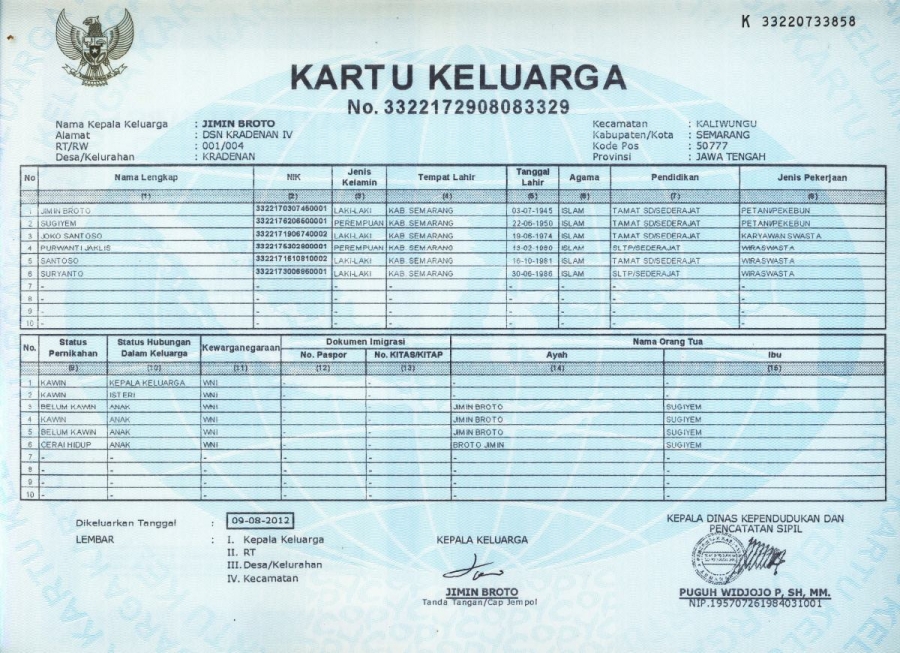 K 33220733858
KARTU KELUARGA
No. 3322172908083329
Nama Kepala Keluarga : JIMIN BROTO Kecamatan : KALIWUNGU
Alamat : DSN KRADENAN IV Kabupaten/Kota : SEMARANG
RT/RW : 001/004 Kode Pos : 50777
Desa/Kelurahan : KRADENAN Provinsi : JAWA TENGAH
No Nama Lengkap NIK Jenis Kelamin Tempat Lahir Tanggal Lahir Agama Pendidikan Jenis Pekerjaan
(1) (2) (3) (4) (5) (6) (7) (8)
1 JIMIN BROTO 3322170307450001 LAKI-LAKI KAB. SEMARANG 03-07-1945 ISLAM TAMAT SD/SEDERAJAT PETANI/PEKEBUN
2 SUGIYEM 3322176206500001 PEREMPUAN KAB. SEMARANG 22-06-1950 ISLAM TAMAT SD/SEDERAJAT PETANI/PEKEBUN
3 JOKO SANTOSO 3322171906740002 LAKI-LAKI KAB. SEMARANG 19-06-1974 ISLAM TAMAT SD/SEDERAJAT KARYAWAN SWASTA
4 PURWANTI JAKLIS PEREMPUAN KAB. SEMARANG ISLAM SLTP/SEDERAJAT WIRASWASTA
5 SANTOSO 3322171610810002 LAKI-LAKI KAB. SEMARANG 16-10-1981 ISLAM TAMAT SD/SEDERAJAT WIRASWASTA
6 SURYANTO 3322173006860001 LAKI-LAKI KAB. SEMARANG 30-06-1986 ISLAM SLTP/SEDERAJAT WIRASWASTA
7 - - - - - - - -
8 - - - - - - - -
9 - - - - - - - -
10 - - - - - - - -
No. Status Pernikahan Status Hubungan Dalam Keluarga Kewarganegaraan Dokumen Imigrasi Nama Orang Tua
No. Paspor No. KITAS/KITAP Ayah Ibu
(9) (10) (11) (12) (13) (14) (15)
1 KAWIN KEPALA KELUARGA WNI - - - -
2 KAWIN ISTERI WNI - - - -
3 BELUM KAWIN ANAK WNI - - JIMIN BROTO SUGIYEM
4 KAWIN ANAK WNI - - JIMIN BROTO SUGIYEM
5 BELUM KAWIN ANAK WNI - - JIMIN BROTO SUGIYEM
6 CERAI HIDUP ANAK WNI - - BROTO JIMIN SUGIYEM
7 - - - - - - -
8 - - - - - - -
9 - - - - - - -
10 - - - - - - -
Dikeluarkan Tanggal : 09-08-2012
LEMBAR : I. Kepala Keluarga
II. RT
III. Desa/Kelurahan
IV. Kecamatan
KEPALA KELUARGA
JIMIN BROTO
Tanda Tangan/Cap Jempol
KEPALA DINAS KEPENDUDUKAN DAN
PENCATATAN SIPIL
PUGUH WIDJOJO P, SH, MM.
NIP.195707261984031001